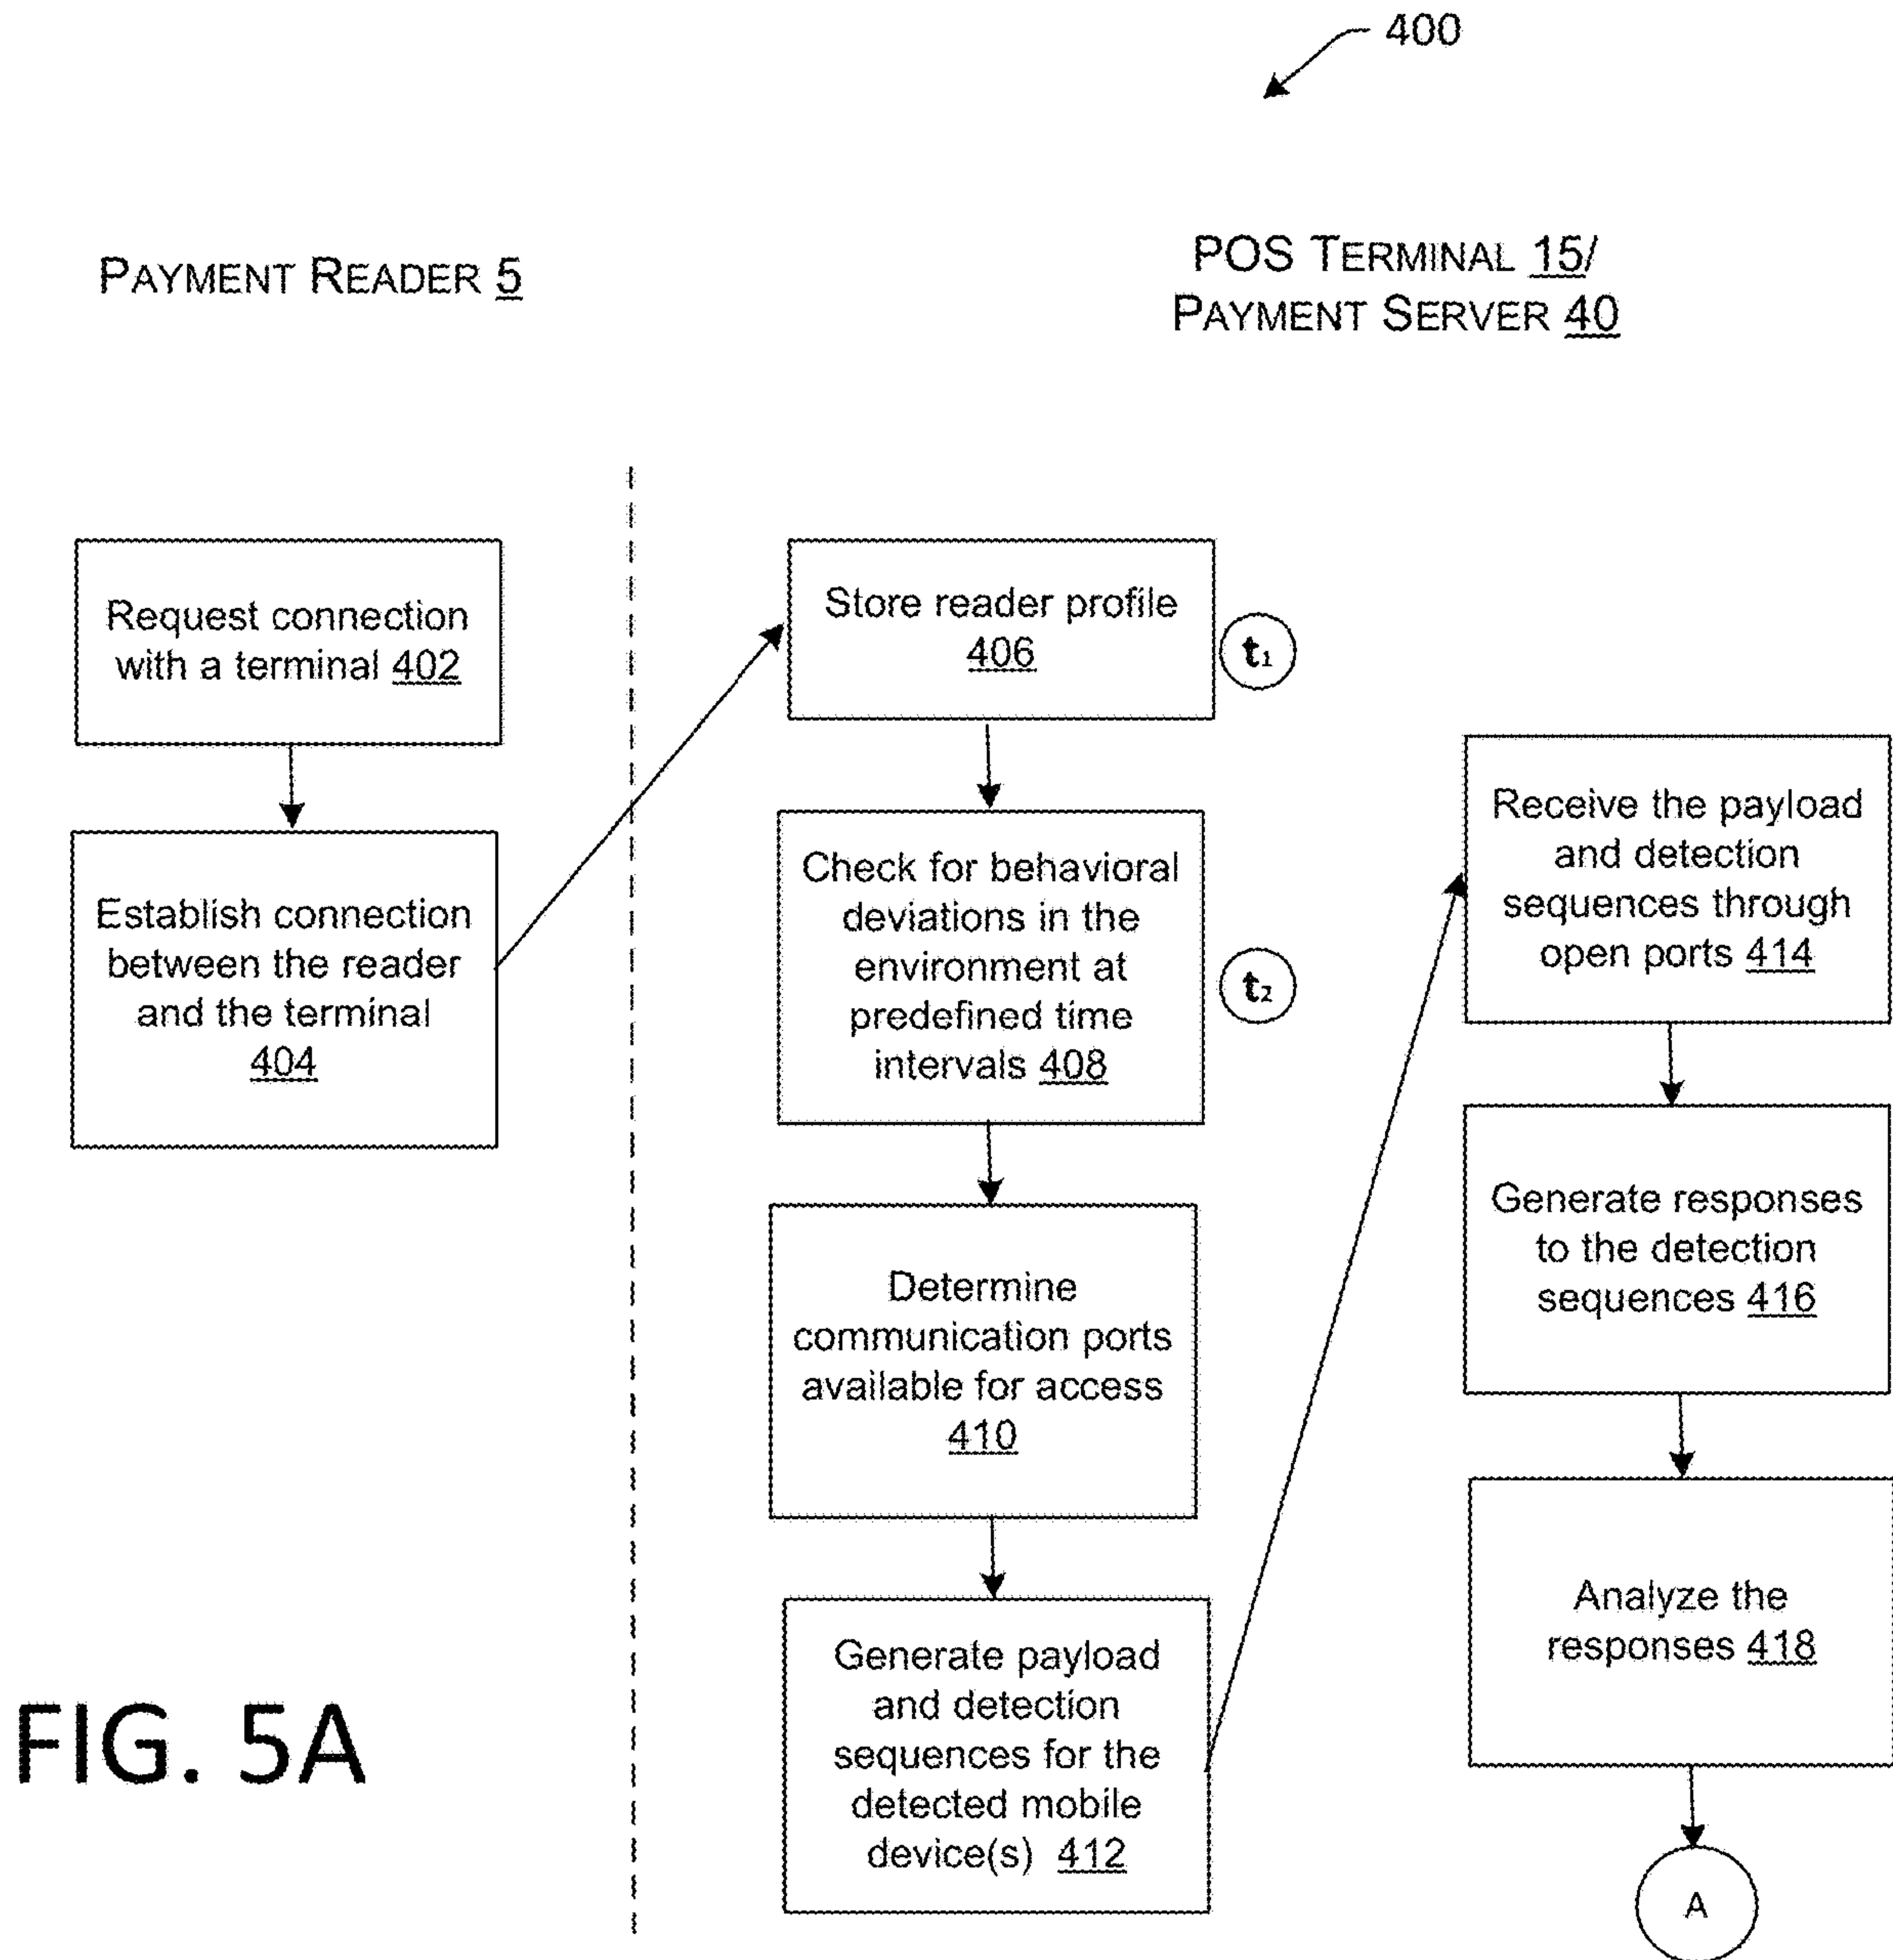 400
PAYMENT READER 5
POS TERMINAL 15/
PAYMENT SERVER 40
Request connection
with a terminal 402
Establish connection
between the reader
and the terminal
404
Store reader profile
406
t1
Check for behavioral
deviations in the
environment at
predefined time
intervals 408
t2
Determine
communication ports
available for access
410
Generate payload
and detection
sequences for the
detected mobile
device(s) 412
Receive the payload
and detection
sequences through
open ports 414
Generate responses
to the detection
sequences 416
Analyze the
responses 418
A
FIG. 5A